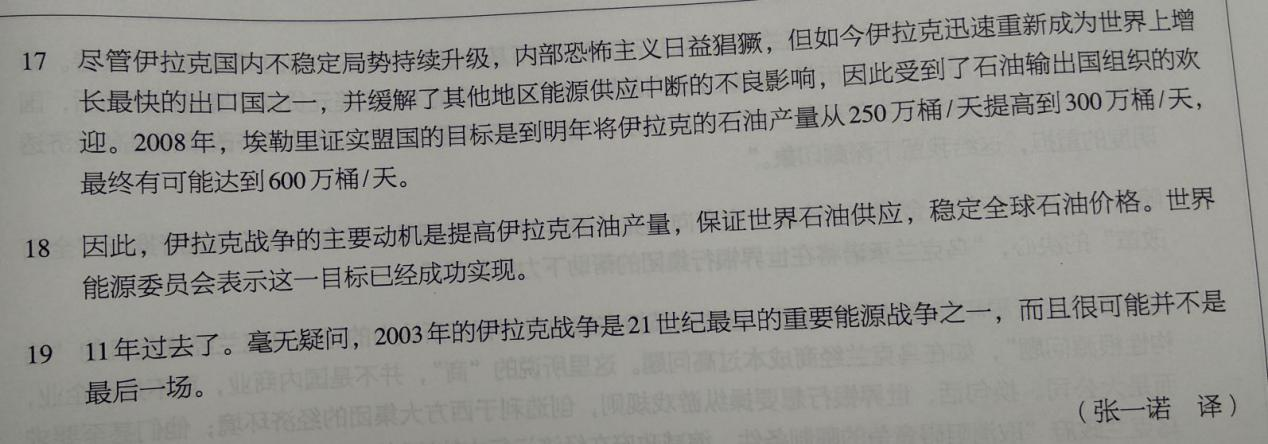 17 尽管伊拉克国内不稳定局势持续升级，内部恐怖主义日益猖獗，但如今伊拉克迅速重新成为世界上增
长最快的出口国之一，并缓解了其他地区能源供应中断的不良影响，因此受到了石油输出国组织的欢
迎。2008年，埃勒里证实盟国的目标是到明年将伊拉克的石油产量从250万桶/天提高到300万桶/天，
最终有可能达到600万桶/天。
18 因此，伊拉克战争的主要动机是提高伊拉克石油产量，保证世界石油供应，稳定全球石油价格。世界
能源委员会表示这一目标已经成功实现。
19 11年过去了。毫无疑问，2003年的伊拉克战争是21世纪最早的重要能源战争之一，而且很可能并不是
最后一场。
（张一诺 译）